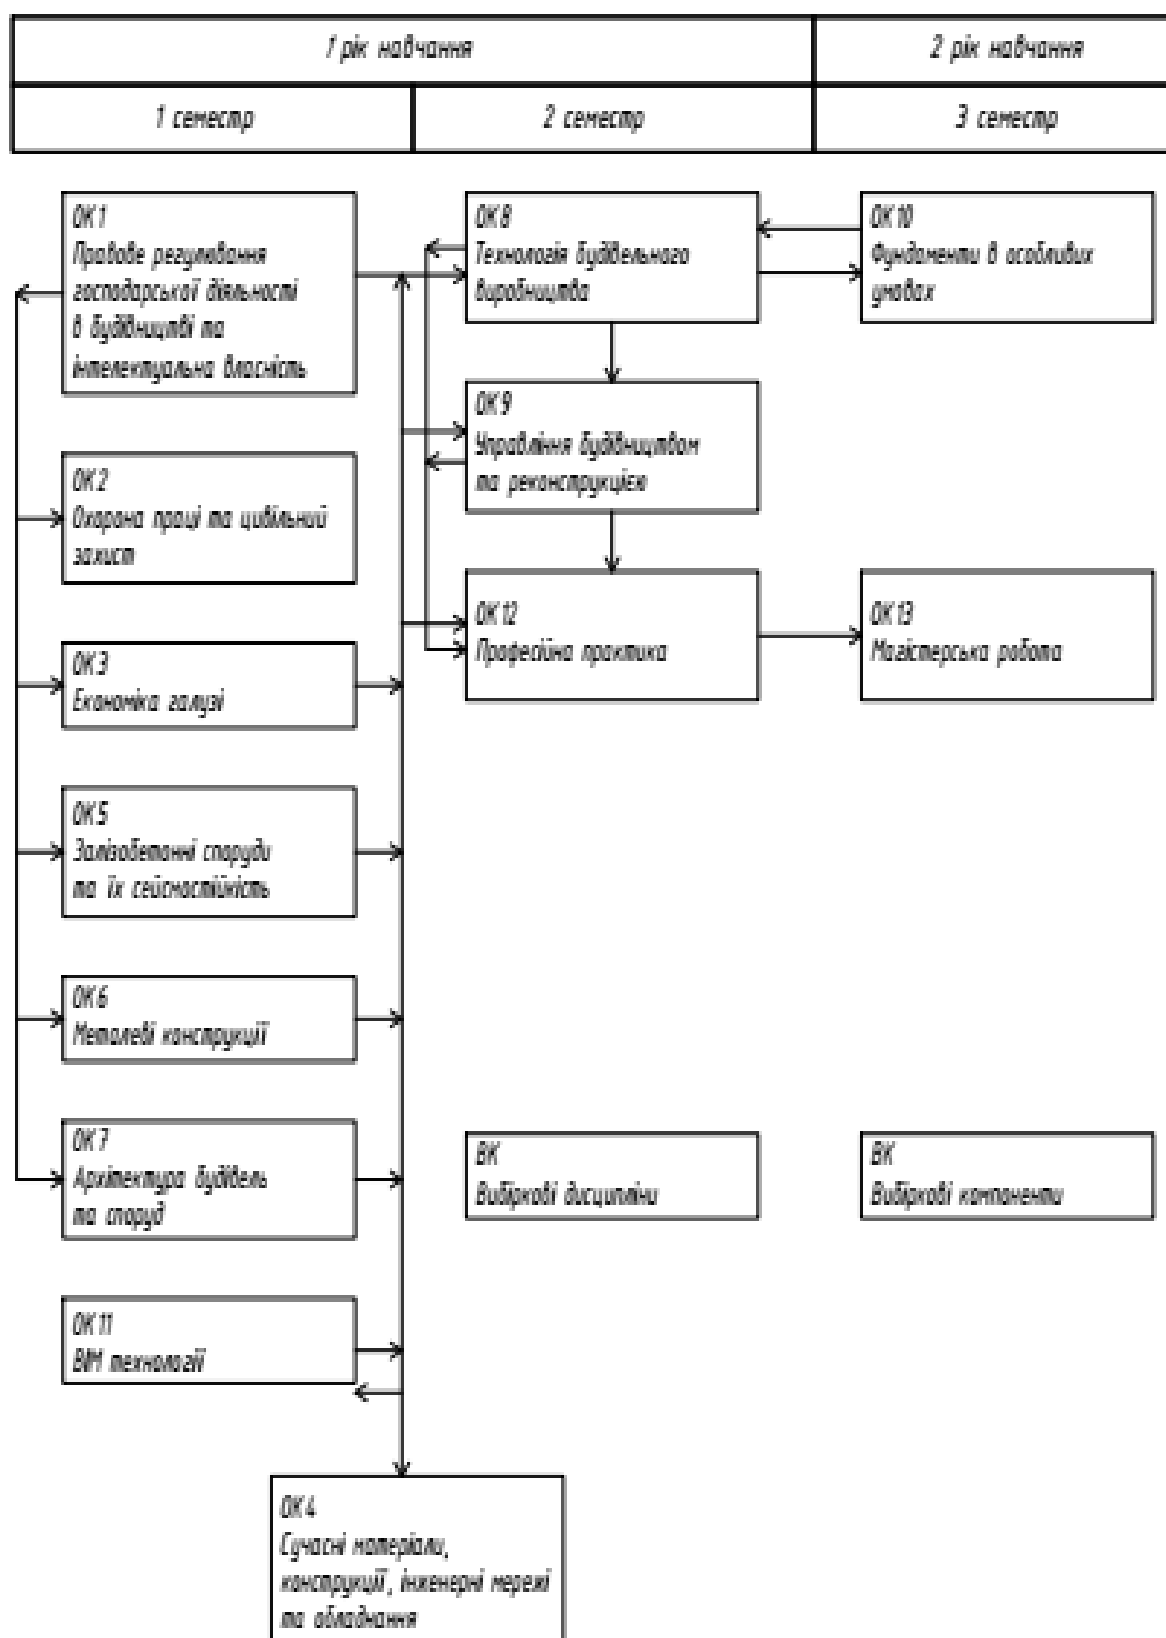 1 рік навчання
2 рік навчання
1 семестр
2 семестр
3 семестр
ОК 1
Правове регулювання
господарської діяльності
в будівництві та
інтелектуальна власність
ОК 2
Охорона праці та цивільний
захист
ОК 3
Економіка галузі
ОК 5
Залізобетонні споруди
та їх сейсмостійкість
ОК 6
Металеві конструкції
ОК 7
Архітектура будівель
та споруд
ОК 11
BIM технології
ОК 4
Сучасні матеріали,
конструкції, інженерні мережі
та обладнання
ОК 8
Технологія будівельного
виробництва
ОК 9
Управління будівництвом
та реконструкцією
ОК 12
Професійна практика
ВК
Вибіркові дисципліни
ОК 10
Фундаменти в особливих
умовах
ОК 13
Магістерська робота
ВК
Вибіркові компоненти